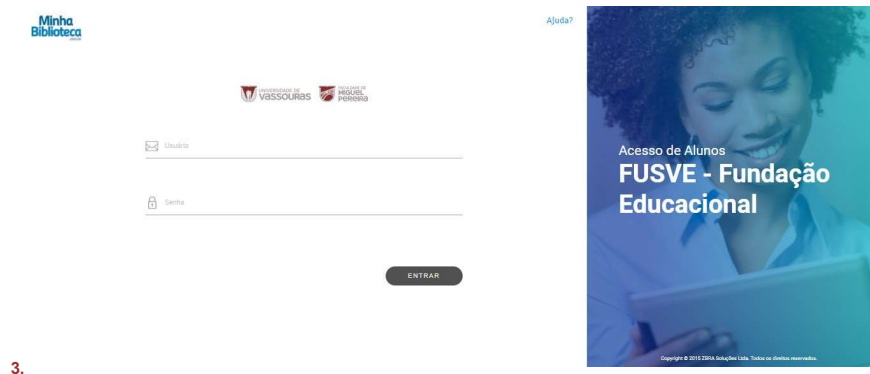 Minha
Biblioteca
Ajuda?
UNIVERSIDADE DE
VASSOURAS
FACULDADE DE
MIGUEL
PEREIRA
Usuário
Senha
ENTRAR
Acesso de Alunos
FUSVE - Fundação
Educacional
Copyright © 2015 ZBRA Soluções Ltda. Todos os direitos reservados.
3.